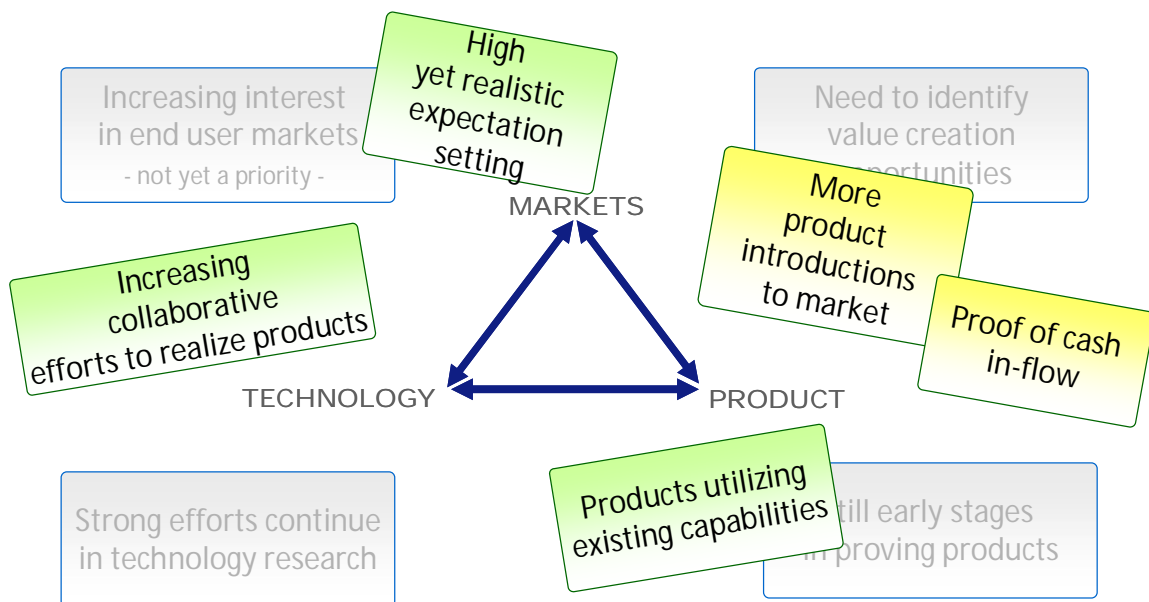 High
yet realistic
expectation
setting
Increasing interest
in end user markets
- not yet a priority -
Need to identify
value creation
More
product
introductions
to market
Proof of cash
in-flow
MARKETS
Increasing
collaborative
efforts to realize products
TECHNOLOGY
PRODUCT
Products utilizing
existing capabilities
Strong efforts continue
in technology research
early stages
proving products